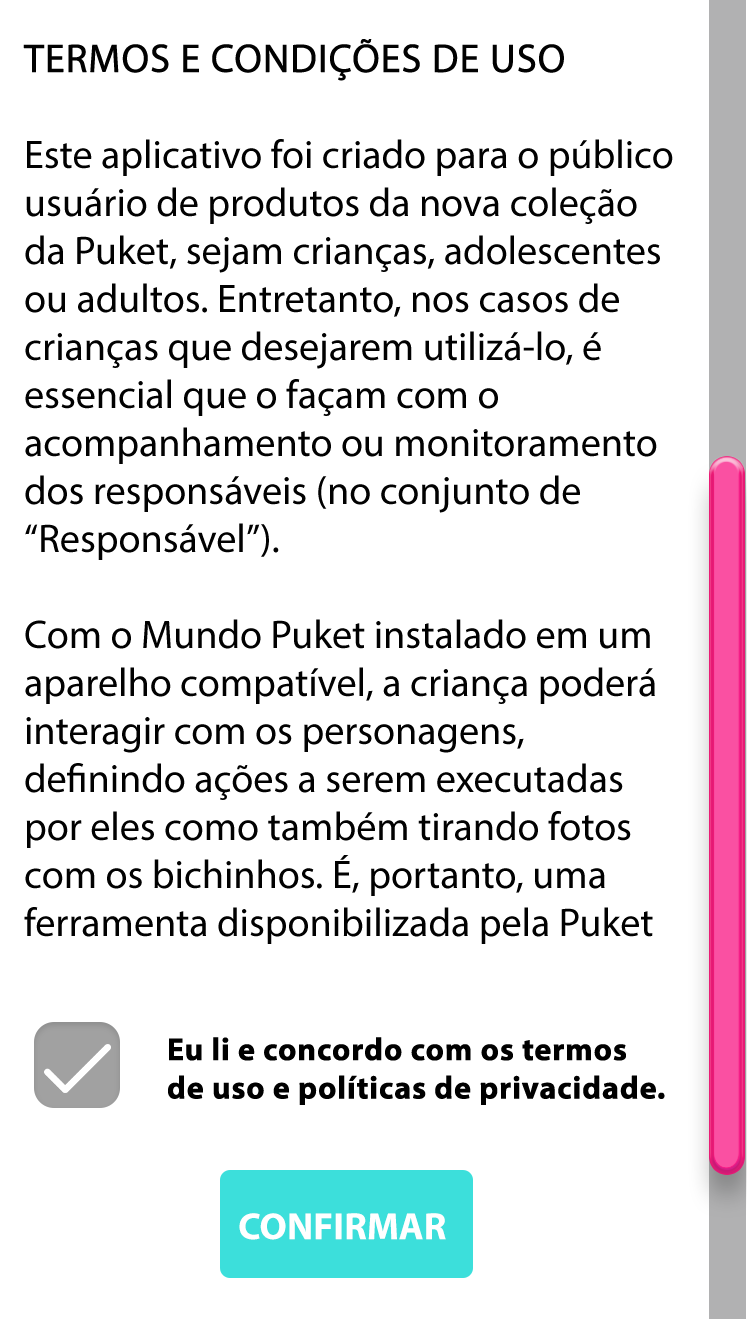 TERMOS E CONDIÇÕES DE USO
Este aplicativo foi criado para o público
usuário de produtos da nova coleção
da Puket, sejam crianças, adolescentes
ou adultos. Entretanto, nos casos de
crianças que desejarem utilizá-lo, é
essencial que o façam com o
acompanhamento ou monitoramento
dos responsáveis (no conjunto de
“Responsável”).
Com o Mundo Puket instalado em um
aparelho compatível, a criança poderá
interagir com os personagens,
definindo ações a serem executadas
por eles como também tirando fotos
com os bichinhos. É, portanto, uma
ferramenta disponibilizada pela Puket
Eu li e concordo com os termos
de uso e políticas de privacidade.
CONFIRMAR